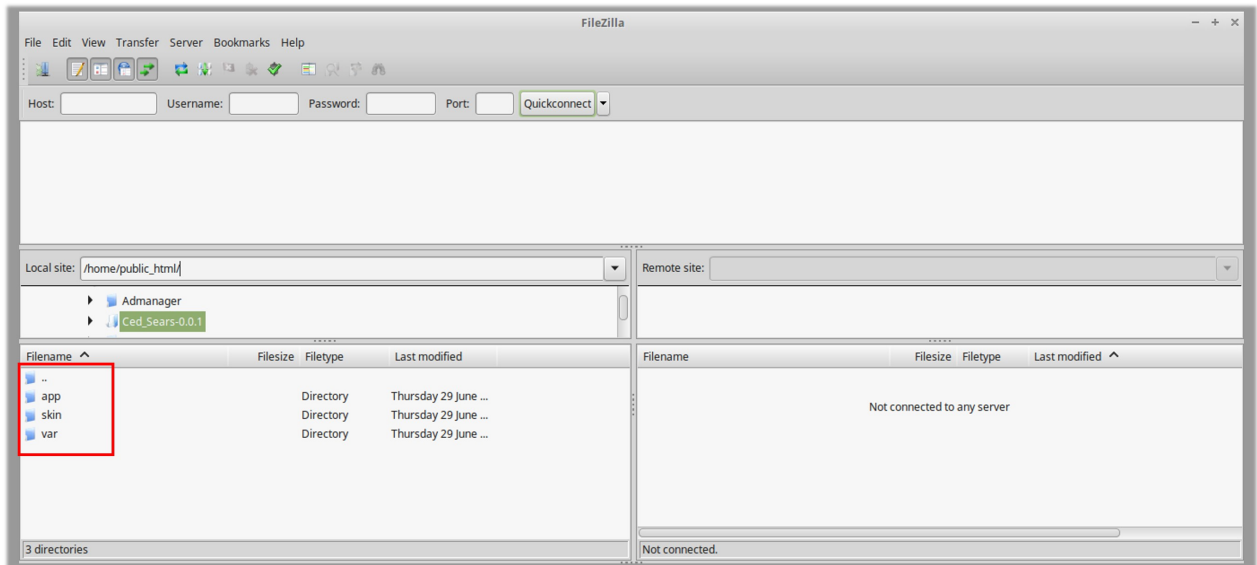 FileZilla
File Edit View Transfer Server Bookmarks Help
Host: Username: Password: Port: Quickconnect
Local site: /home/public_html/ Remote site:
Admanager
Ced_Sears-0.0.1
Filename Filesize Filetype Last modified Filename Filesize Filetype Last modified
..
app Directory Thursday 29 June ...
skin Directory Thursday 29 June ...
var Directory Thursday 29 June ...
Not connected to any server
3 directories Not connected.